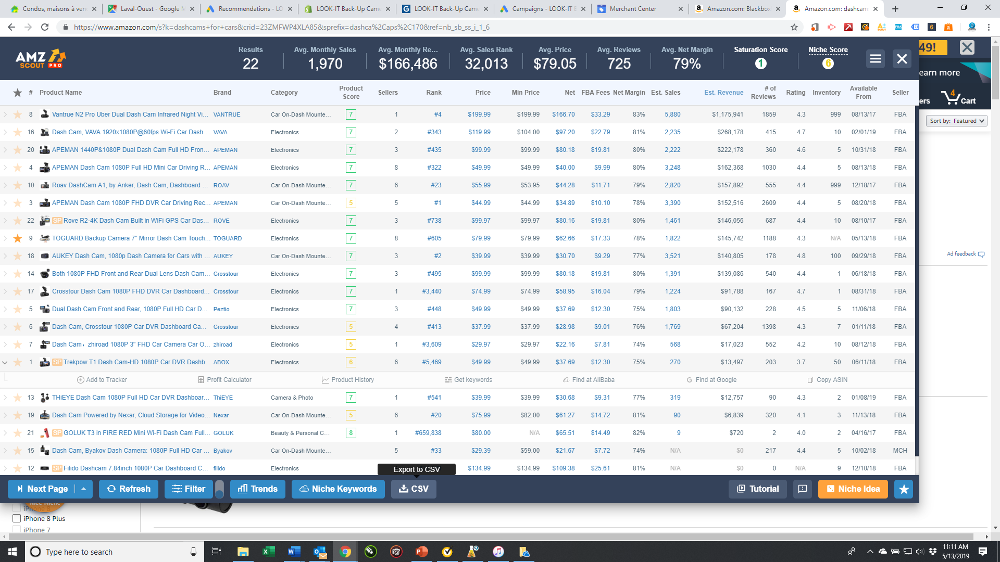 Condos, maisons à ven
Laval-Ouest - Google M
Recommendations - LO
LOOK-IT Back-Up Came
LOOK-IT Back-Up Came
Campaigns - LOOK-IT E
Merchant Center
Amazon.com: Blackbox
Amazon.com: dashcam
https://www.amazon.com/s?k=dashcams+for+cars&crid=23ZMFWP4XLA85&sprefix=dashca%2Caps%2C170&ref=nb_sb_ss_i_1_6
AMZ SCOUT PRO
Results 22
Avg. Monthly Sales 1,970
Avg. Monthly Re... $166,486
Avg. Sales Rank 32,013
Avg. Price $79.05
Avg. Reviews 725
Avg. Net Margin 79%
Saturation Score 1
Niche Score 6
49!
earn more
ers 4 Cart
Sort by: Featured
Ad feedback
# Product Name Brand Category Product Score Sellers Rank Price Min Price Net FBA Fees Net Margin Est. Sales Est. Revenue # of Reviews Rating Inventory Available From Seller
8 Vantrue N2 Pro Uber Dual Dash Cam Infrared Night Vi... VANTRUE Car On-Dash Mounte... 7 1 #4 $199.99 $199.99 $166.70 $33.29 83% 5,880 $1,175,941 1859 4.3 999 08/13/17 FBA
16 Dash Cam, VAVA 1920x1080P@60fps Wi-Fi Car Dash ... VAVA Electronics 7 2 #343 $119.99 $104.00 $97.20 $22.79 81% 2,235 $268,178 415 4.7 10 02/01/19 FBA
20 APEMAN 1440P&1080P Dual Dash Cam Full HD Fron... APEMAN Electronics 7 3 #435 $99.99 $99.99 $80.18 $19.81 80% 2,222 $222,178 360 4.6 5 10/31/18 FBA
4 APEMAN Dash Cam 1080P Full HD Mini Car Driving R... APEMAN Electronics 7 8 #322 $49.99 $49.99 $40.00 $9.99 80% 3,248 $162,368 1030 4.4 5 08/13/18 FBA
10 Roav DashCam A1, by Anker, Dash Cam, Dashboard ... ROAV Car On-Dash Mounte... 7 6 #23 $55.99 $53.95 $44.28 $11.71 79% 2,820 $157,892 555 4.4 999 12/18/17 FBA
3 APEMAN Dash Cam 1080P FHD DVR Car Driving Rec... APEMAN Car On-Dash Mounte... 5 5 #1 $44.99 $44.99 $34.89 $10.10 78% 3,390 $152,516 2609 4.4 5 08/20/18 FBA
22 SP Rove R2-4K Dash Cam Built in WiFi GPS Car Das... ROVE Electronics 7 3 #738 $99.97 $99.97 $80.16 $19.81 80% 1,461 $146,056 687 4.4 10 08/10/17 FBA
9 TOGUARD Backup Camera 7" Mirror Dash Cam Touch... TOGUARD Electronics 7 8 #605 $79.99 $79.99 $62.66 $17.33 78% 1,822 $145,742 1188 4.3 N/A 05/13/18 FBA
18 AUKEY Dash Cam, 1080p Dash Camera for Cars with ... AUKEY Car On-Dash Mounte... 7 3 #2 $39.99 $39.99 $30.70 $9.29 77% 3,521 $140,805 178 4.8 100 09/29/18 FBA
14 Both 1080P FHD Front and Rear Dual Lens Dash Cam... Crosstour Electronics 7 3 #495 $99.99 $99.99 $80.18 $19.81 80% 1,391 $139,086 540 4.4 1 06/18/18 FBA
17 Crosstour Dash Cam 1080P FHD DVR Car Dashboard... Crosstour Electronics 7 1 #3,440 $74.99 $74.99 $58.95 $16.04 79% 1,224 $91,788 167 4.7 1 08/31/18 FBA
5 Dual Dash Cam Front and Rear, 1080P Full HD Car D... Peztio Electronics 7 3 #448 $49.99 $49.99 $37.69 $12.30 75% 1,803 $90,132 228 4.5 5 11/06/18 FBA
6 Dash Cam, Crosstour 1080P Car DVR Dashboard Ca... Crosstour Electronics 5 4 #413 $37.99 $37.99 $28.98 $9.01 76% 1,769 $67,204 1398 4.3 7 01/11/18 FBA
7 Dash Cam，zhiroad 1080P 3" FHD Car Camera Car O... zhiroad Electronics 5 1 #3,609 $29.97 $29.97 $22.16 $7.81 74% 568 $17,023 552 4.2 10 08/12/18 FBA
1 SP Trekpow T1 Dash Cam-HD 1080P Car DVR Dashb... ABOX Electronics 6 6 #5,469 $49.99 $49.99 $37.69 $12.30 75% 270 $13,497 203 3.7 50 06/11/18 FBA
Add to Tracker Profit Calculator Product History Get keywords Find at AliBaba Find at Google Copy ASIN
13 THiEYE Dash Cam 1080P Full HD Car DVR Dashboar... ThiEYE Camera & Photo 7 1 #541 $39.99 $39.99 $30.68 $9.31 77% 319 $12,757 90 4.3 2 01/08/19 FBA
19 Dash Cam Powered by Nexar, Cloud Storage for Video... Nexar Car On-Dash Mounte... 5 6 #20 $75.99 $82.00 $61.27 $14.72 81% 90 $6,839 320 4.1 3 11/13/18 FBA
21 SP GOLUK T3 in FIRE RED Mini Wi-Fi Dash Cam Full... GOLUK Beauty & Personal C... 8 1 #659,838 $80.00 N/A $65.51 $14.49 82% 9 $720 2 4.0 2 04/16/17 FBA
15 Dash Cam, Byakov Dash Camera: 1080P Full HD Car ... Byakov Car On-Dash Mounte... 5 #33 $29.39 $59.00 $21.67 $7.72 74% N/A $0 217 4.4 5 10/02/18 MCH
12 SP Filido Dashcam 7.84inch 1080P Car Dashboard C... filido Electronics $134.99 $134.99 $109.38 $25.61 81% N/A $0 0 N/A 9 12/10/18 FBA
Export to CSV
Next Page Refresh Filter Trends Niche Keywords CSV Tutorial Niche Idea
Nice Niche
iPhone 8
iPhone 8 Plus
iPhone 7
Type here to search
11:11 AM
5/13/2019